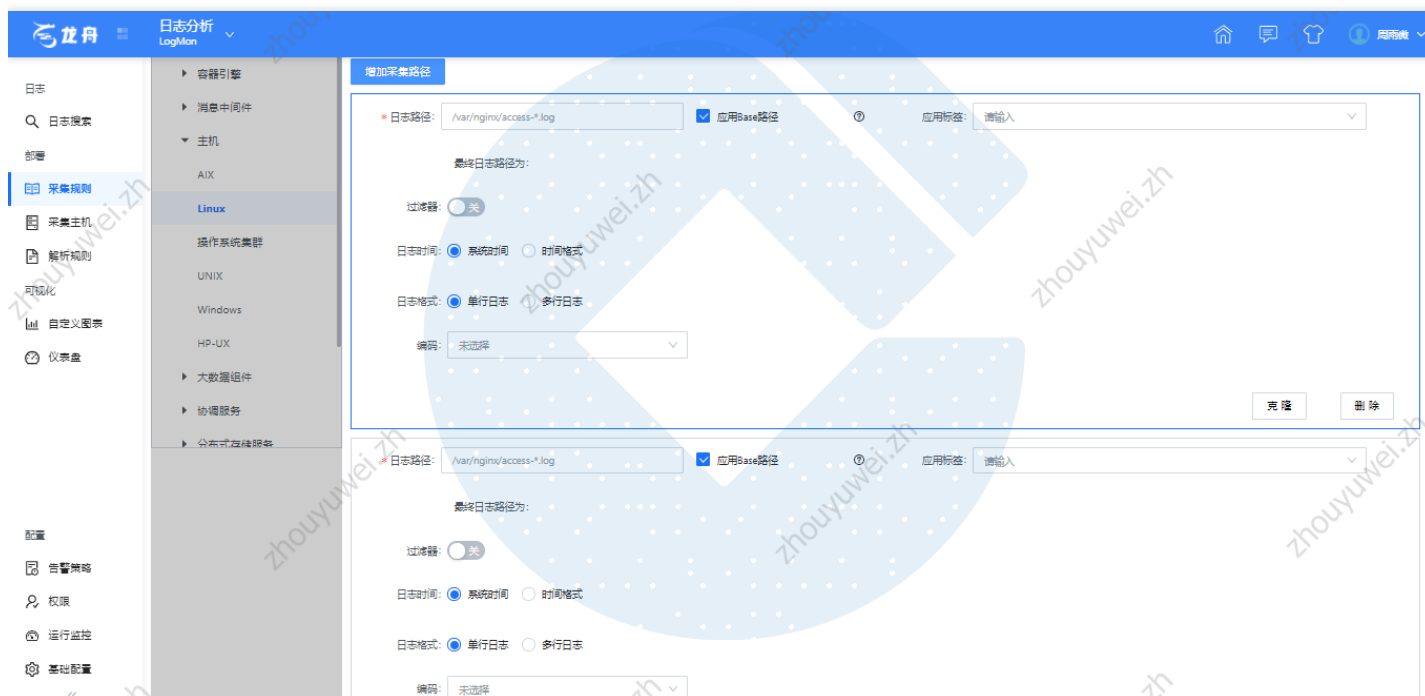 龙舟
日志分析
LogMon
周雨微
日志
日志搜索
部署
采集规则
采集主机
解析规则
可视化
自定义图表
仪表盘
配置
告警策略
权限
运行监控
基础配置
容器引擎
消息中间件
主机
AIX
Linux
操作系统集群
UNIX
Windows
HP-UX
大数据组件
协调服务
分布式存储服务
增加采集路径
* 日志路径: /var/nginx/access-*.log 应用Base路径 应用标签: 请输入
最终日志路径为:
过滤器: 关
日志时间: 系统时间 时间格式
日志格式: 单行日志 多行日志
编码: 未选择
克隆 删除
* 日志路径: /var/nginx/access-*.log 应用Base路径 应用标签: 请输入
最终日志路径为:
过滤器: 关
日志时间: 系统时间 时间格式
日志格式: 单行日志 多行日志
编码: 未选择
zhouyuwei.zh